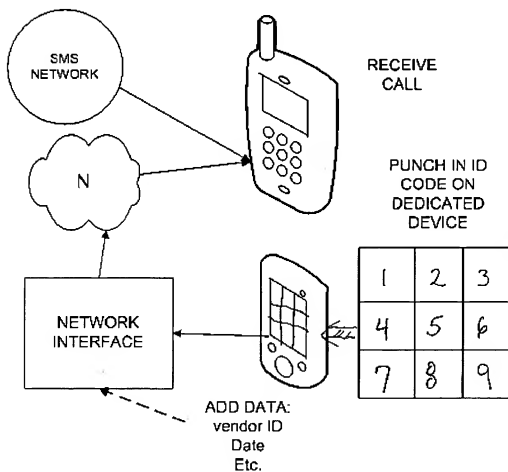 SMS
NETWORK
RECEIVE
CALL
N
PUNCH IN ID
CODE ON
DEDICATED
DEVICE
1 2 3
4 5 6
7 8 9
NETWORK
INTERFACE
ADD DATA:
vendor ID
Date
Etc.